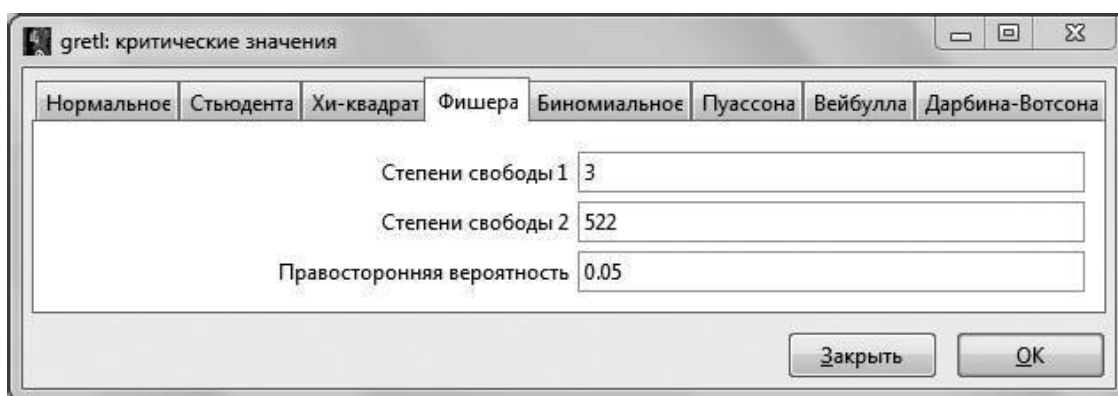 gretl: критические значения
Нормальное Стьюдента Хи-квадрат Фишера Биномиальное Пуассона Вейбулла Дарбина-Вотсона
Степени свободы 1 3
Степени свободы 2 522
Правосторонняя вероятность 0.05
Закрыть OK